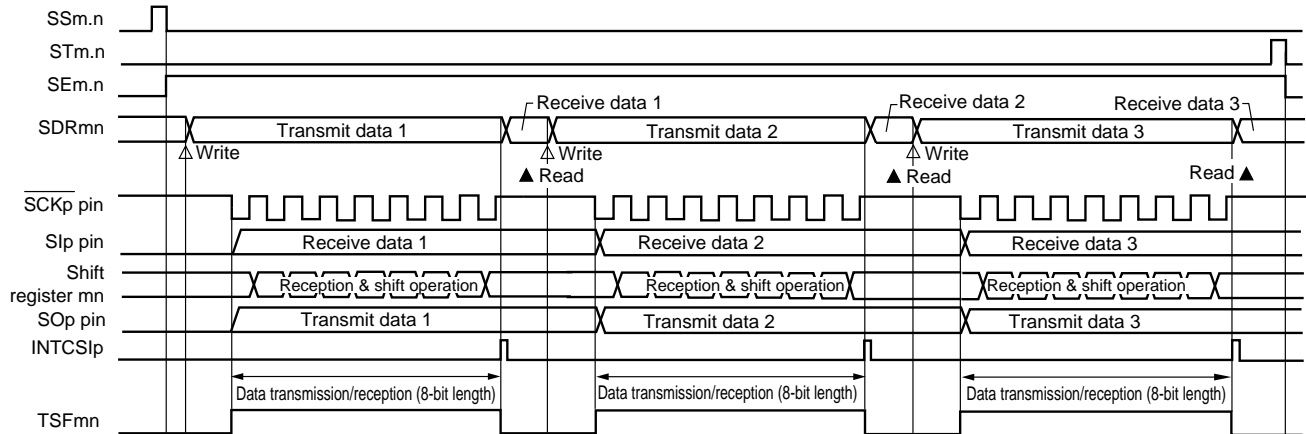 SSm.n
STm.n
SEm.n
Receive data 1
Receive data 2
Receive data 3
SDRmn
Transmit data 1
Transmit data 2
Transmit data 3
Write
Write
Write
▲ Read
▲ Read
Read ▲
SCKp pin
SIp pin
Receive data 1
Receive data 2
Receive data 3
Shift
register mn
Reception & shift operation
Reception & shift operation
Reception & shift operation
SOp pin
Transmit data 1
Transmit data 2
Transmit data 3
INTCSIp
Data transmission/reception (8-bit length)
Data transmission/reception (8-bit length)
Data transmission/reception (8-bit length)
TSFmn